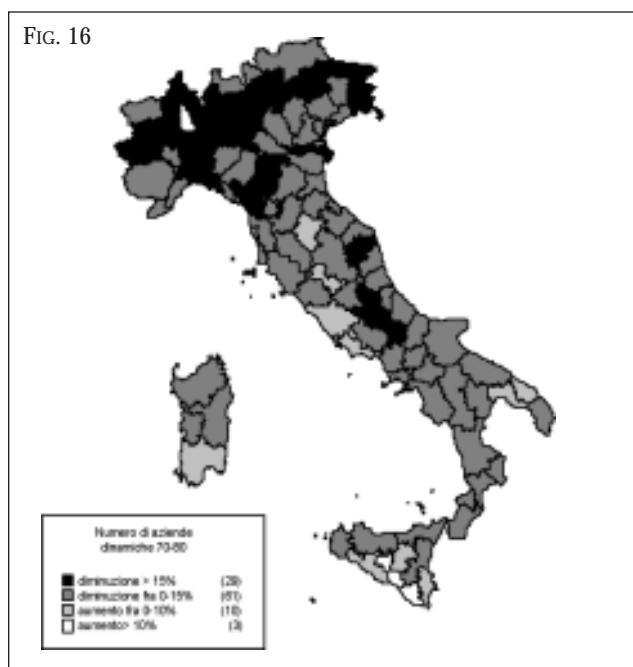 FIG. 16
Numero di aziende
dinamiche 70-80
diminuzione > 15% (28)
diminuzione fra 0-15% (61)
aumento fra 0-10% (10)
aumento> 10% (3)